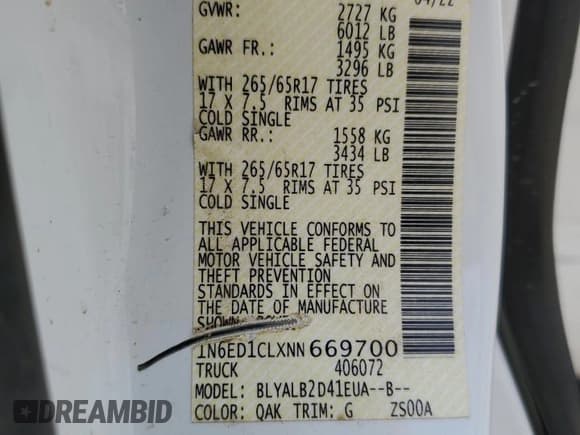 04/22
GVWR: 2727 KG
6012 LB
GAWR FR.: 1495 KG
3296 LB
WITH 265/65R17 TIRES
17 X 7.5 RIMS AT 35 PSI
COLD SINGLE
GAWR RR.: 1558 KG
3434 LB
WITH 265/65R17 TIRES
17 X 7.5 RIMS AT 35 PSI
COLD SINGLE
THIS VEHICLE CONFORMS TO
ALL APPLICABLE FEDERAL
MOTOR VEHICLE SAFETY AND
THEFT PREVENTION
STANDARDS IN EFFECT ON
THE DATE OF MANUFACTURE
SHOWN
1N6ED1CLXNN669700
TRUCK 406072
MODEL: BLYALB2D41EUA--B--
COLOR: QAK TRIM: G ZS00A
DREAMBID